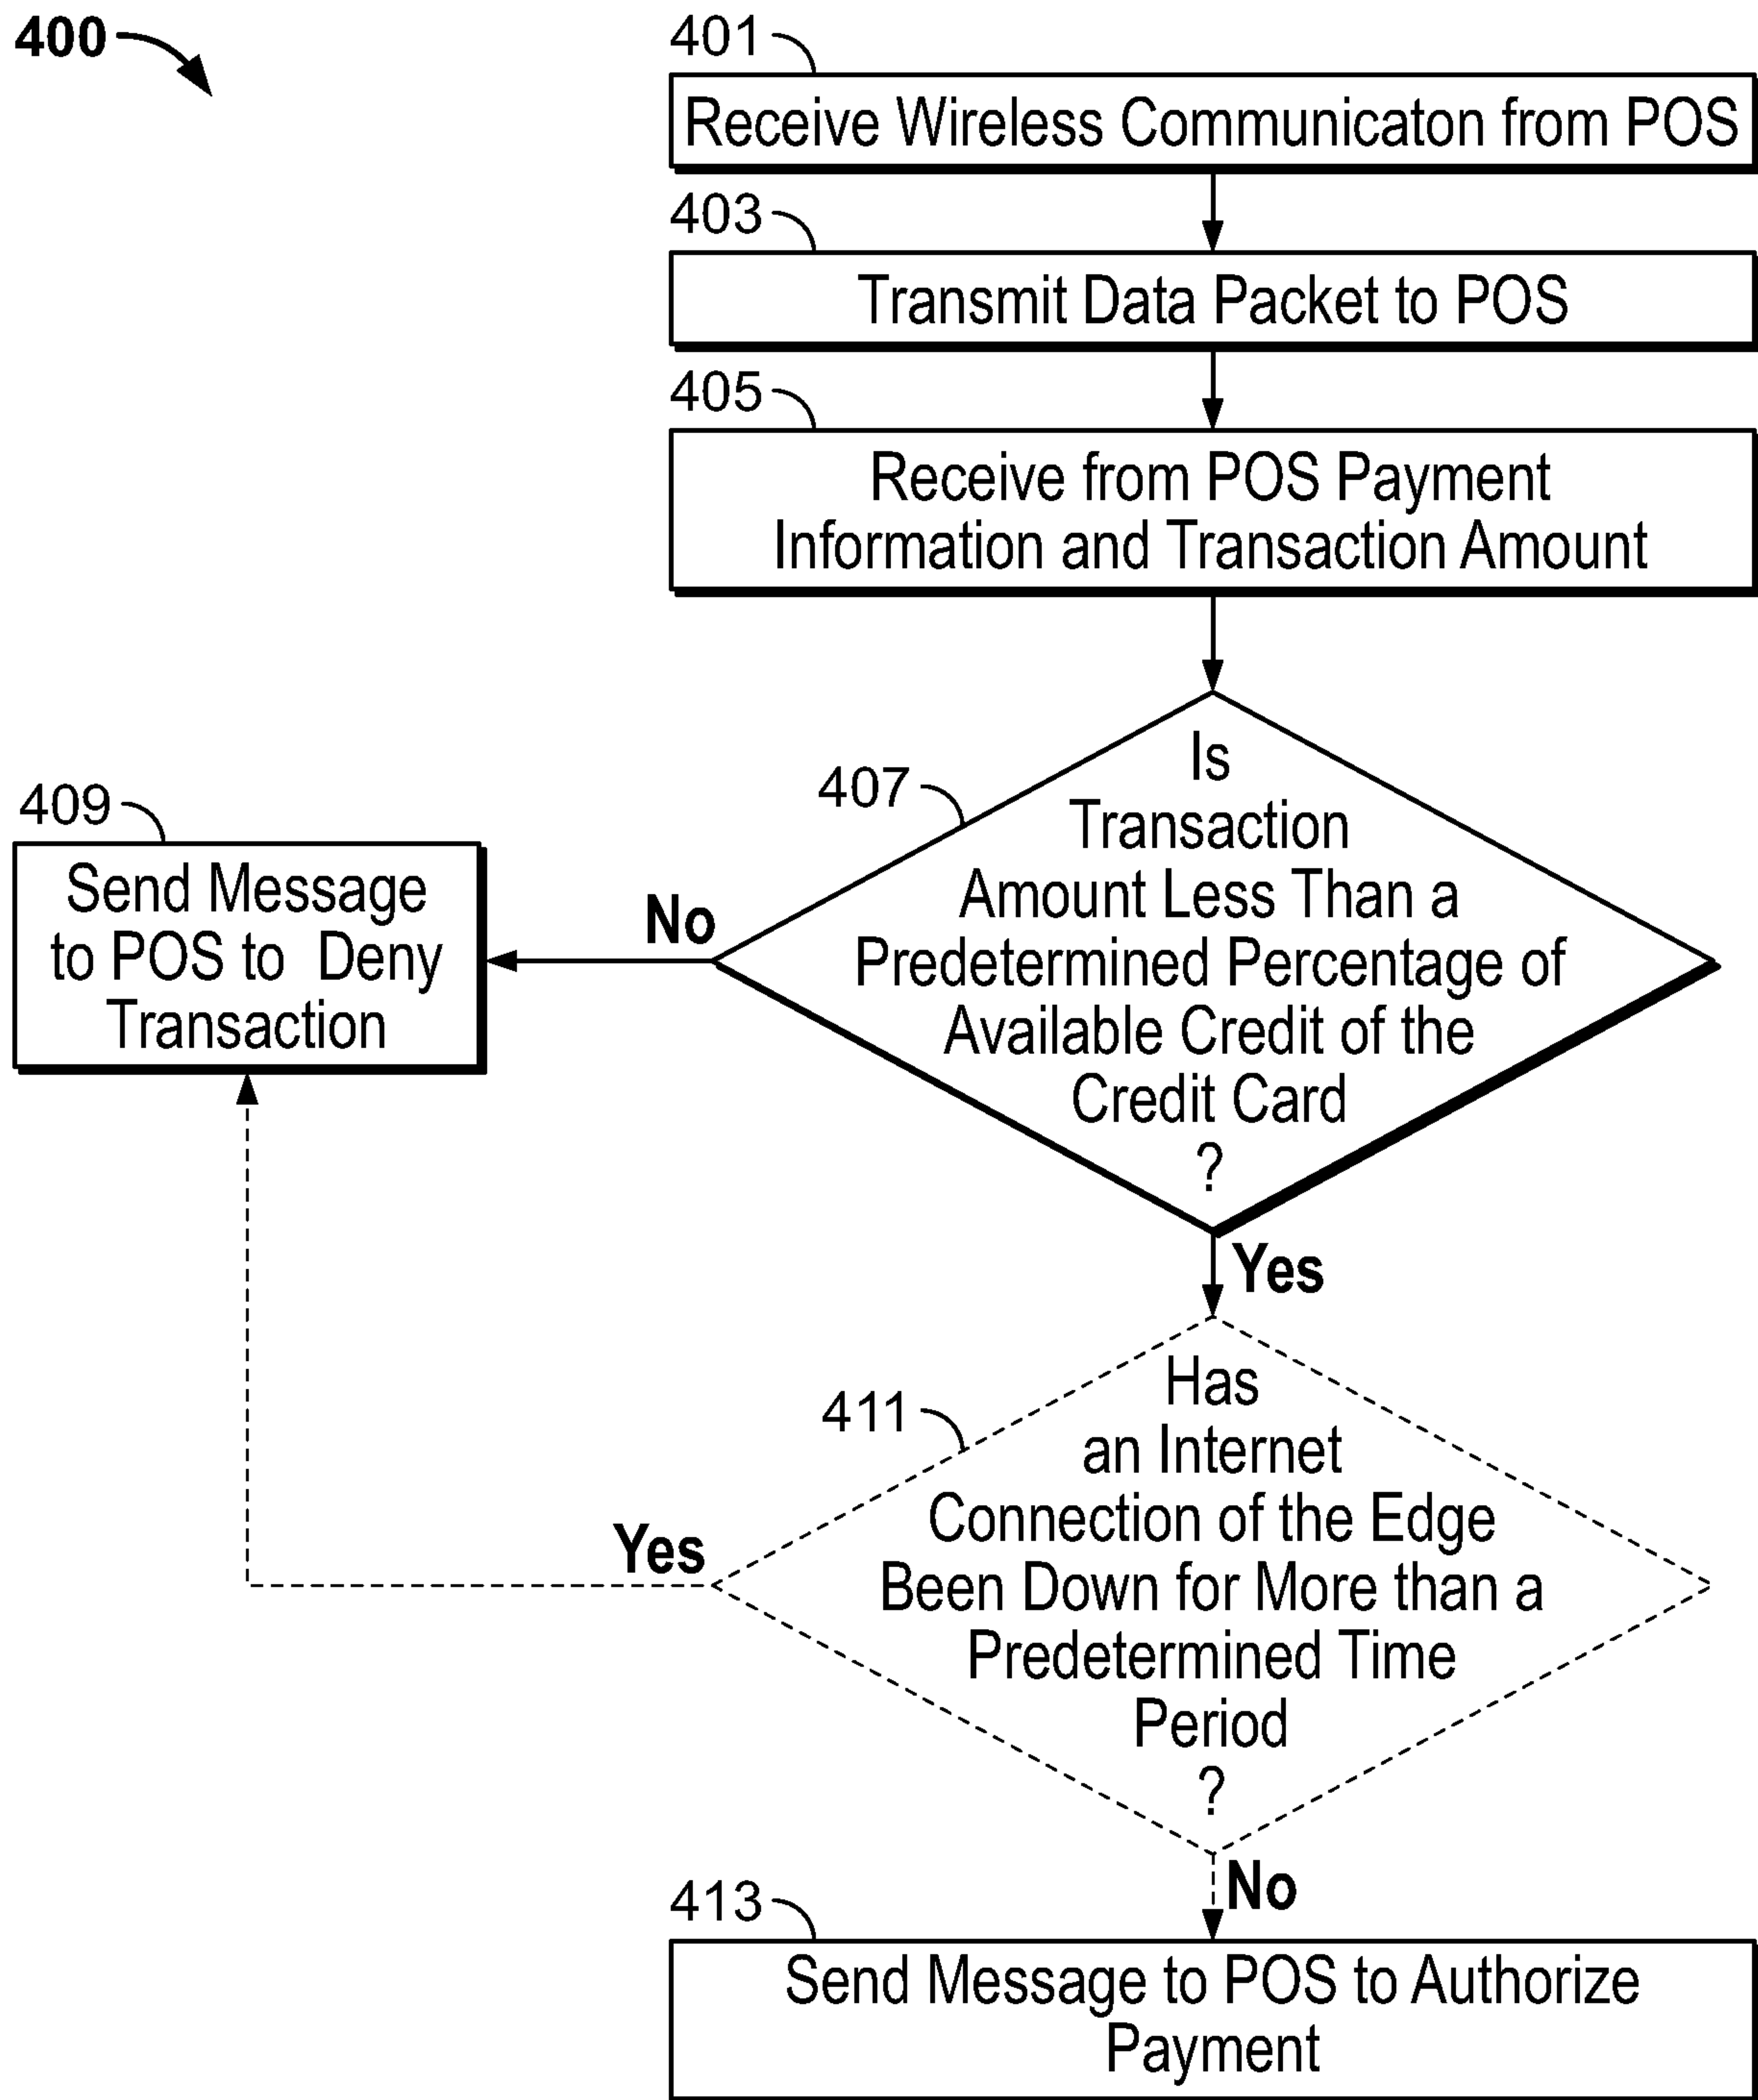 400
401
Receive Wireless Communicaton from POS
403
Transmit Data Packet to POS
405
Receive from POS Payment
Information and Transaction Amount
407
Is
Transaction
Amount Less Than a
Predetermined Percentage of
Available Credit of the
Credit Card
?
No
409
Send Message
to POS to Deny
Transaction
Yes
411
Has
an Internet
Connection of the Edge
Been Down for More than a
Predetermined Time
Period
?
Yes
No
413
Send Message to POS to Authorize
Payment